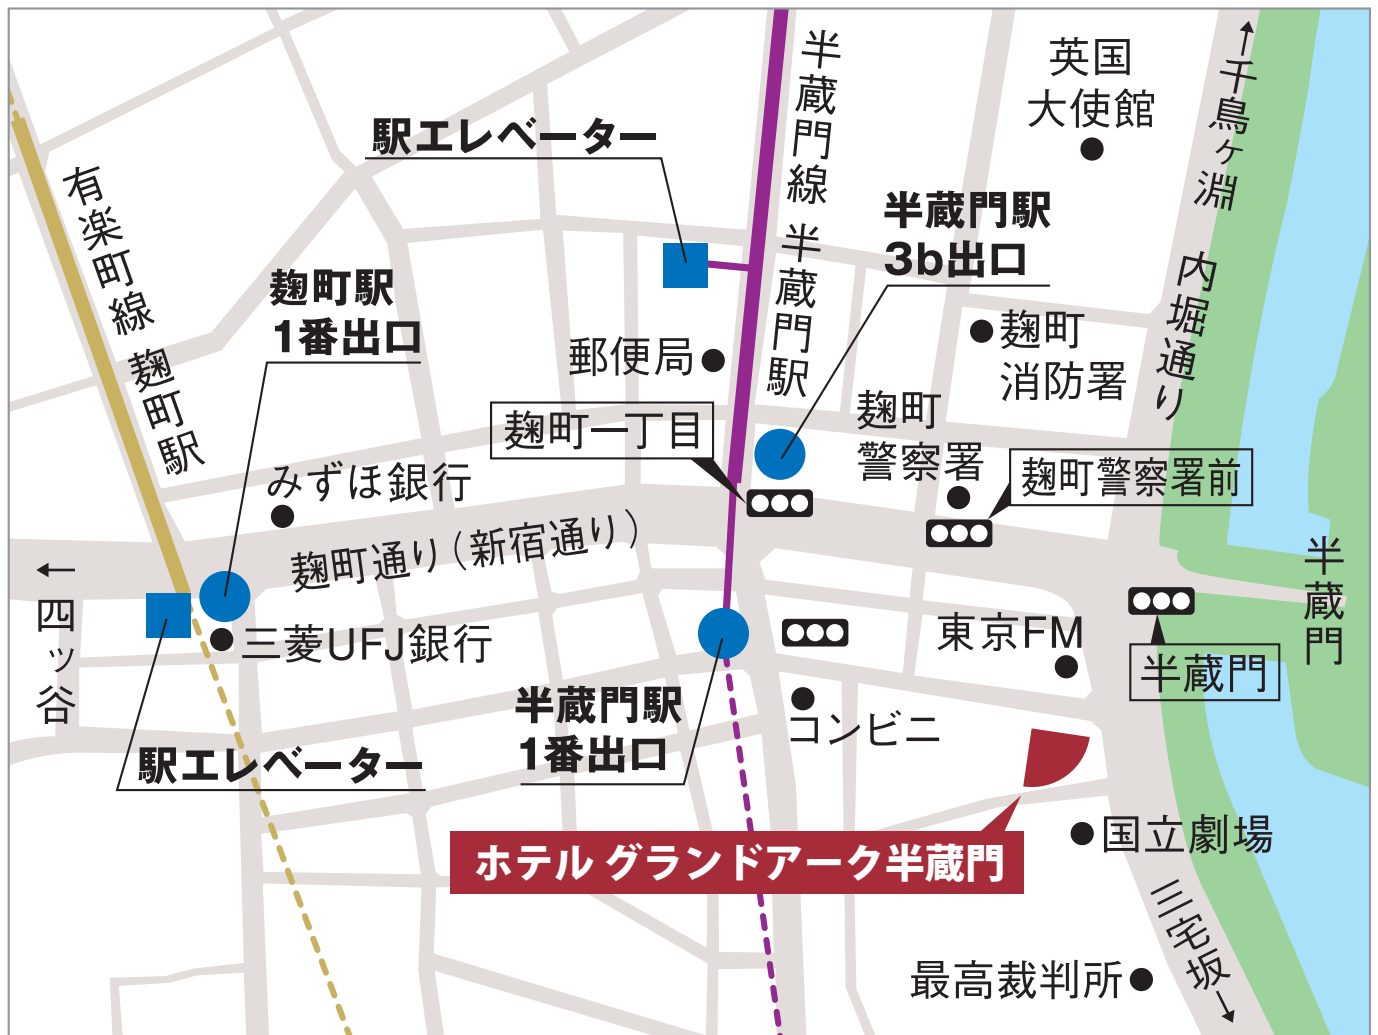 英国
大使館
←千鳥ヶ淵
内堀通り
半蔵門線 半蔵門駅
駅エレベーター
有楽町線 麹町駅
半蔵門駅
3b出口
麹町駅
1番出口
郵便局
麹町
消防署
麹町一丁目
麹町
警察署
麹町警察署前
みずほ銀行
麹町通り(新宿通り)
←四ッ谷
三菱UFJ銀行
半蔵門
東京FM
半蔵門
半蔵門駅
1番出口
コンビニ
駅エレベーター
ホテル グランドアーク半蔵門
国立劇場
三宅坂→
最高裁判所